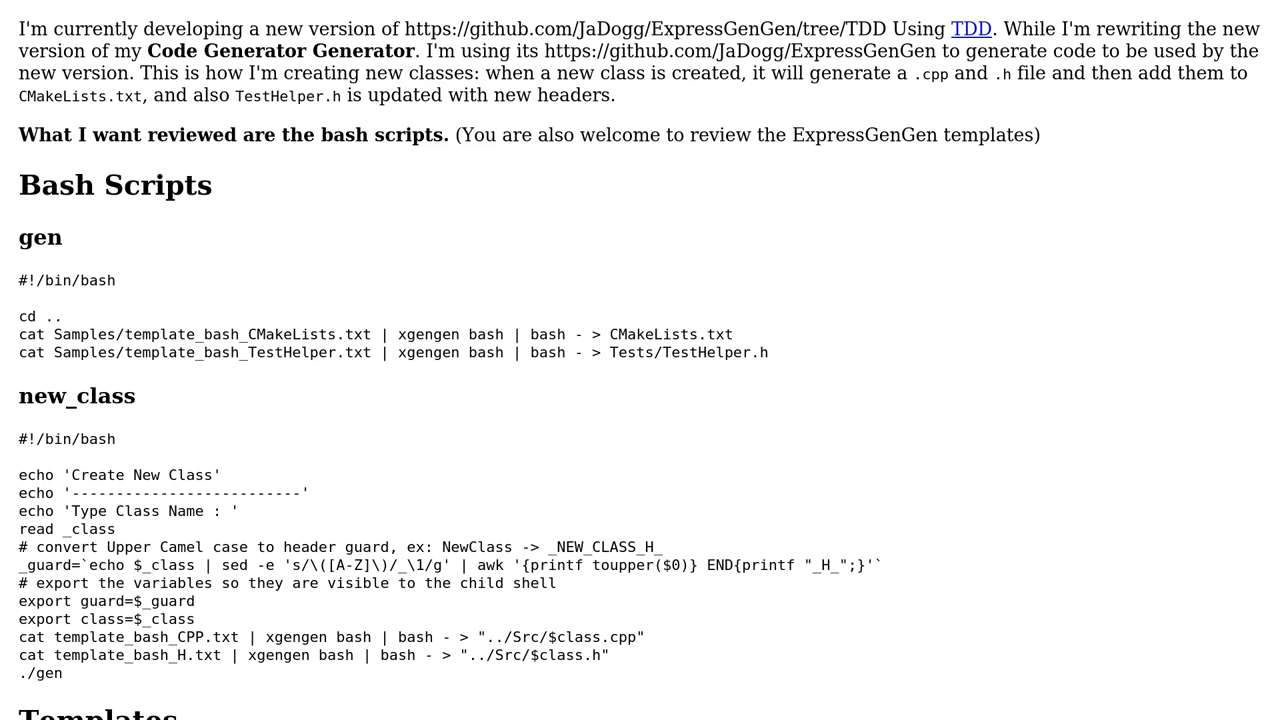 I'm currently developing a new version of https://github.com/JaDogg/ExpressGenGen/tree/TDD Using TDD. While I'm rewriting the new
version of my Code Generator Generator. I'm using its https://github.com/JaDogg/ExpressGenGen to generate code to be used by the
new version. This is how I'm creating new classes: when a new class is created, it will generate a .cpp and .h file and then add them to
CMakeLists.txt, and also TestHelper.h is updated with new headers.
What I want reviewed are the bash scripts. (You are also welcome to review the ExpressGenGen templates)
Bash Scripts
gen
#!/bin/bash
cd ..
cat Samples/template_bash_CMakeLists.txt | xgengen bash | bash - > CMakeLists.txt
cat Samples/template_bash_TestHelper.txt | xgengen bash | bash - > Tests/TestHelper.h
new_class
#!/bin/bash
echo 'Create New Class'
echo '--------------------------'
echo 'Type Class Name : '
read _class
# convert Upper Camel case to header guard, ex: NewClass -> _NEW_CLASS_H_
_guard=`echo $_class | sed -e 's/\([A-Z]\)/_\1/g' | awk '{printf toupper($0)} END{printf "_H_";}'`
# export the variables so they are visible to the child shell
export guard=$_guard
export class=$_class
cat template_bash_CPP.txt | xgengen bash | bash - > "../Src/$class.cpp"
cat template_bash_H.txt | xgengen bash | bash - > "../Src/$class.h"
./gen
Templates